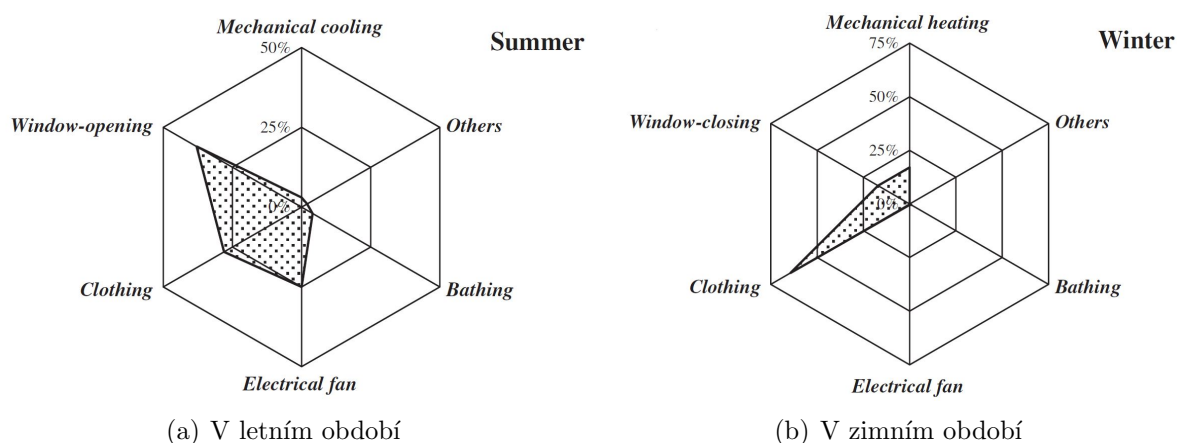 Mechanical cooling
Summer
50%
Window-opening
25%
Others
0%
Clothing
Bathing
Electrical fan
(a) V letním období
Mechanical heating
Winter
75%
50%
Window-closing
25%
Others
0%
Clothing
Bathing
Electrical fan
(b) V zimním období